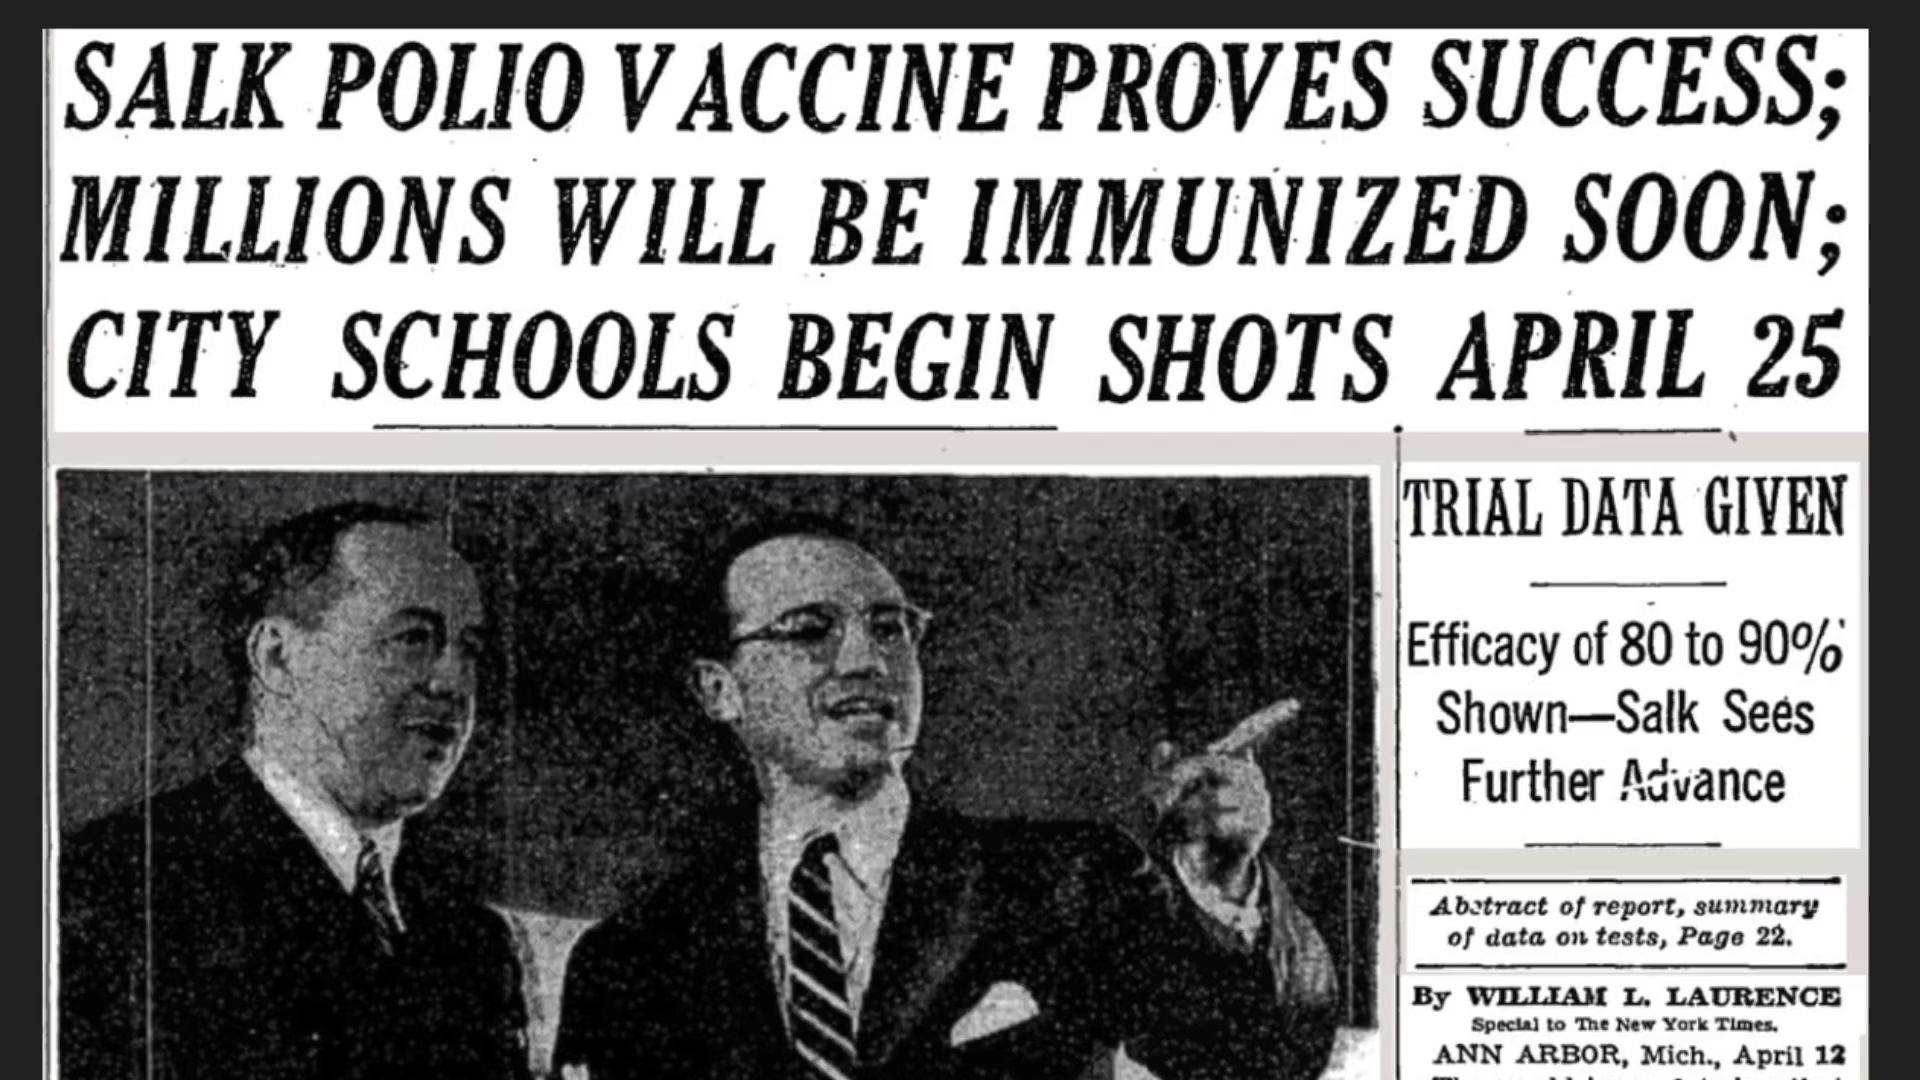 SALK POLIO VACCINE PROVES SUCCESS;
MILLIONS WILL BE IMMUNIZED SOON;
CITY SCHOOLS BEGIN SHOTS APRIL 25
TRIAL DATA GIVEN
Efficacy of 80 to 90%
Shown—Salk Sees
Further Advance
Abstract of report, summary
of data on tests, Page 22.
By WILLIAM L. LAURENCE
Special to The New York Times.
ANN ARBOR, Mich., April 12